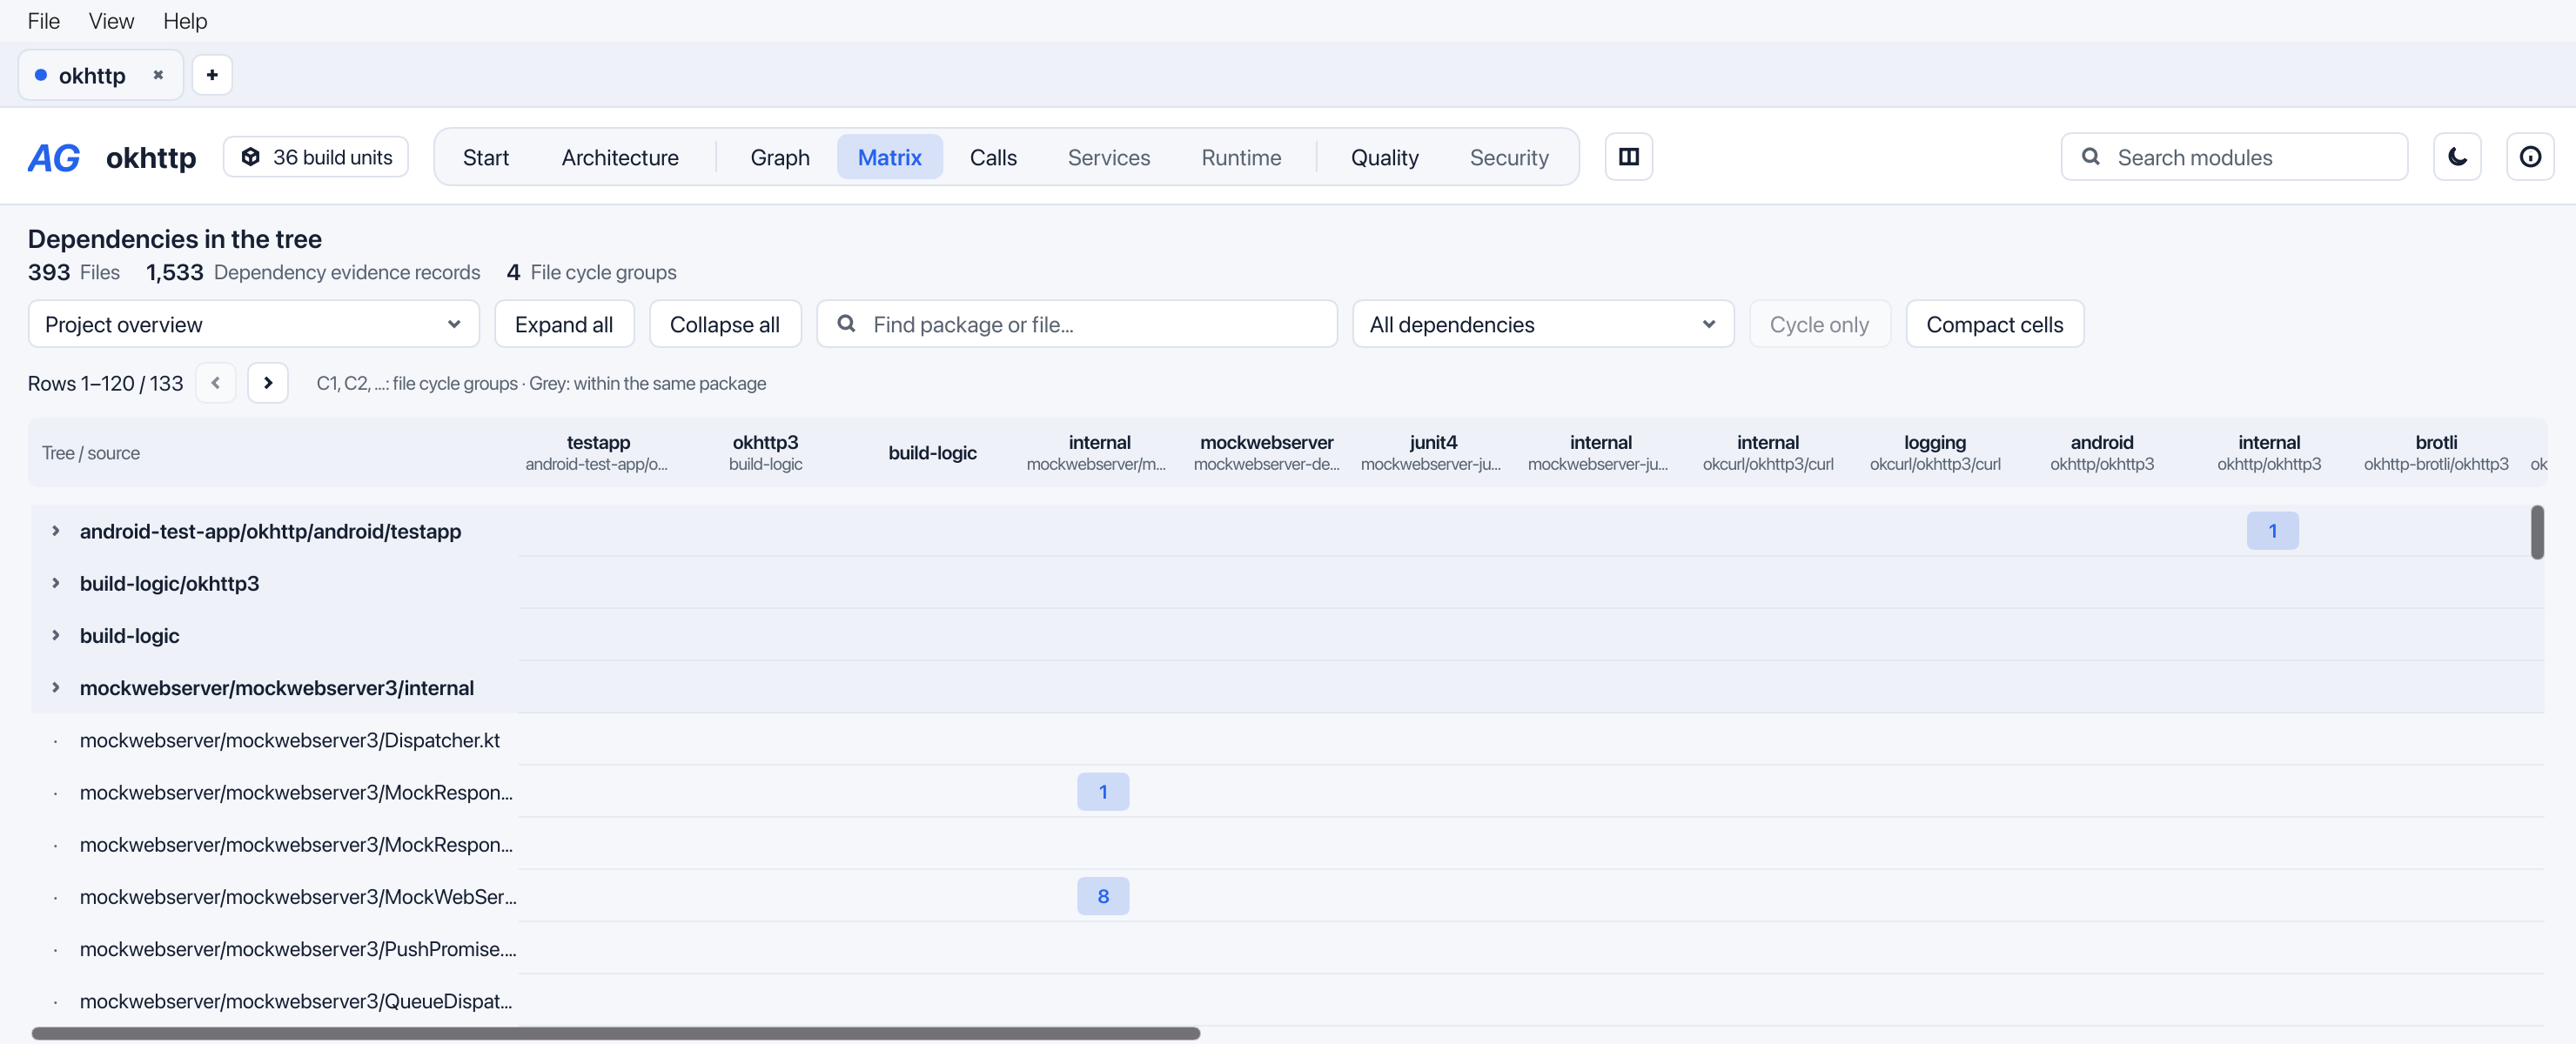 File View Help
okhttp × +
AG okhttp 36 build units Start Architecture Graph Matrix Calls Services Runtime Quality Security Search modules
Dependencies in the tree
393 Files 1,533 Dependency evidence records 4 File cycle groups
Project overview Expand all Collapse all Find package or file... All dependencies Cycle only Compact cells
Rows 1–120 / 133 C1, C2, ...: file cycle groups · Grey: within the same package
Tree / source
testapp
android-test-app/o...
okhttp3
build-logic
build-logic
internal
mockwebserver/m...
mockwebserver
mockwebserver-de...
junit4
mockwebserver-ju...
internal
mockwebserver-ju...
internal
okcurl/okhttp3/curl
logging
okcurl/okhttp3/curl
android
okhttp/okhttp3
internal
okhttp/okhttp3
brotli
okhttp-brotli/okhttp3
ok
android-test-app/okhttp/android/testapp 1
build-logic/okhttp3
build-logic
mockwebserver/mockwebserver3/internal
· mockwebserver/mockwebserver3/Dispatcher.kt
· mockwebserver/mockwebserver3/MockRespon... 1
· mockwebserver/mockwebserver3/MockRespon...
· mockwebserver/mockwebserver3/MockWebSer... 8
· mockwebserver/mockwebserver3/PushPromise....
· mockwebserver/mockwebserver3/QueueDispat...